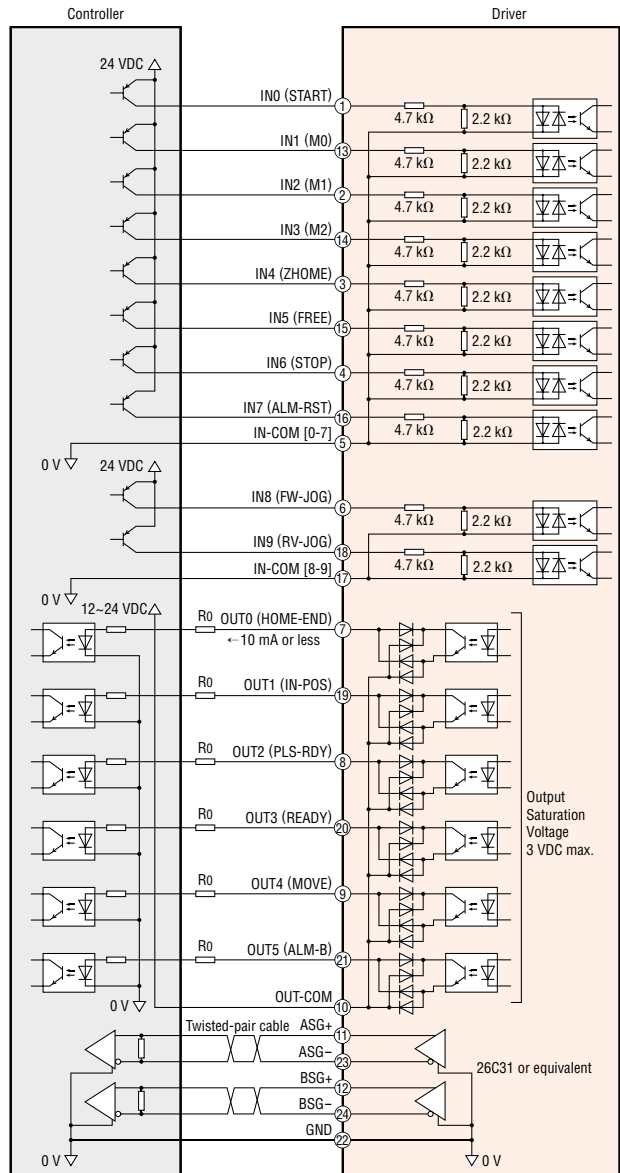 Controller
Driver
24 VDC
IN0 (START)
1
4.7 kΩ
2.2 kΩ
IN1 (M0)
13
4.7 kΩ
2.2 kΩ
IN2 (M1)
2
4.7 kΩ
2.2 kΩ
IN3 (M2)
14
4.7 kΩ
2.2 kΩ
IN4 (ZHOME)
3
4.7 kΩ
2.2 kΩ
IN5 (FREE)
15
4.7 kΩ
2.2 kΩ
IN6 (STOP)
4
4.7 kΩ
2.2 kΩ
IN7 (ALM-RST)
16
4.7 kΩ
2.2 kΩ
IN-COM [0-7]
5
0 V
24 VDC
IN8 (FW-JOG)
6
4.7 kΩ
2.2 kΩ
IN9 (RV-JOG)
18
4.7 kΩ
2.2 kΩ
IN-COM [8-9]
17
0 V
12~24 VDC
R0
OUT0 (HOME-END)
7
←10 mA or less
R0
OUT1 (IN-POS)
19
R0
OUT2 (PLS-RDY)
8
Output
Saturation
Voltage
3 VDC max.
R0
OUT3 (READY)
20
R0
OUT4 (MOVE)
9
R0
OUT5 (ALM-B)
21
0 V
OUT-COM
10
Twisted-pair cable
ASG+
11
ASG−
23
26C31 or equivalent
BSG+
12
BSG−
24
GND
22
0 V
0 V